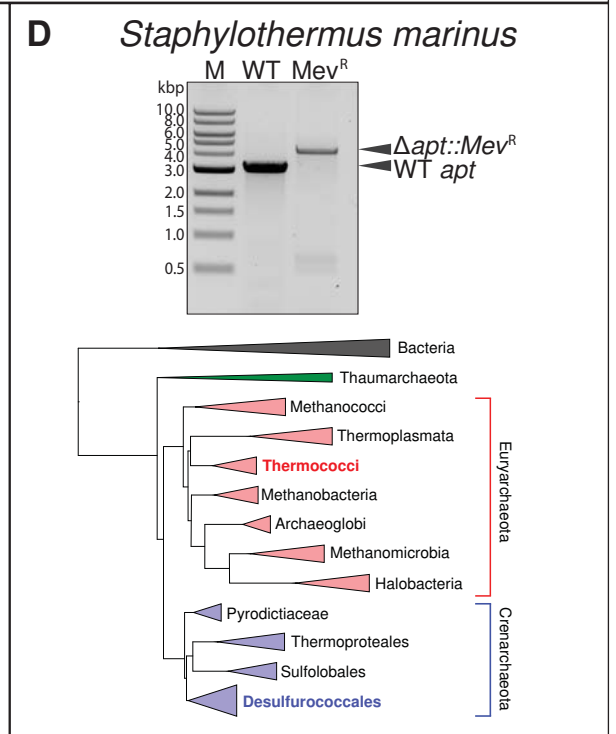 D Staphylothermus marinus
M WT Mevᴿ
kbp
10.0
8.0
6.0
5.0
4.0
3.0
2.0
1.5
1.0
0.5
Δapt::Mevᴿ
WT apt
Bacteria
Thaumarchaeota
Methanococci
Thermoplasmata
Thermococci
Methanobacteria
Archaeoglobi
Methanomicrobia
Halobacteria
Euryarchaeota
Pyrodictiaceae
Thermoproteales
Sulfolobales
Desulfurococcales
Crenarchaeota